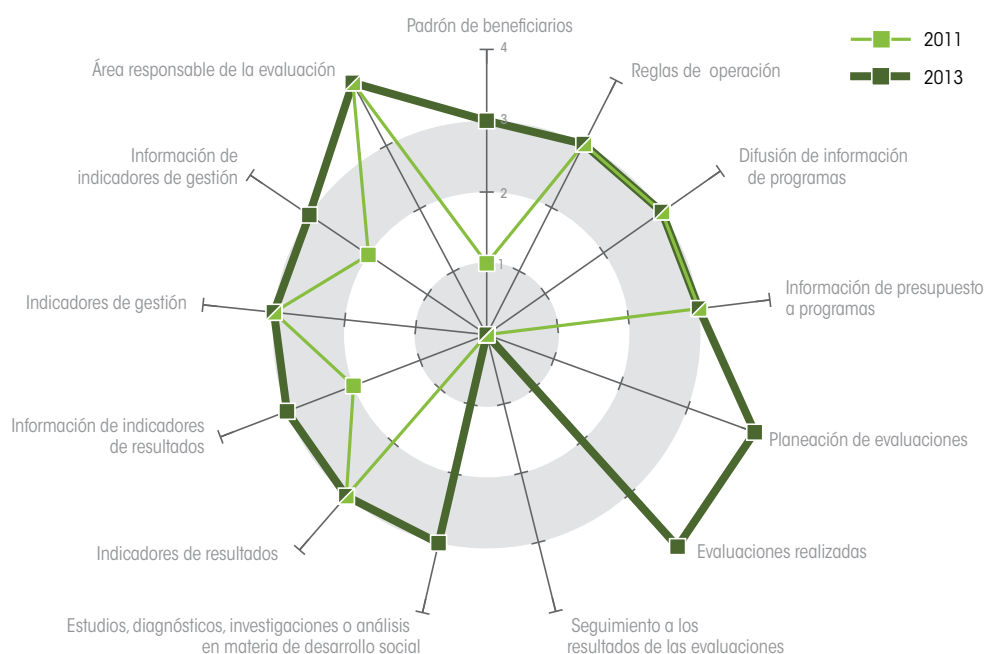 Padrón de beneficiarios
4
3
2
1
2011
2013
Reglas de operación
Difusión de información
de programas
Información de presupuesto
a programas
Planeación de evaluaciones
Evaluaciones realizadas
Seguimiento a los
resultados de las evaluaciones
Estudios, diagnósticos, investigaciones o análisis
en materia de desarrollo social
Indicadores de resultados
Información de indicadores
de resultados
Indicadores de gestión
Información de
indicadores de gestión
Área responsable de la evaluación